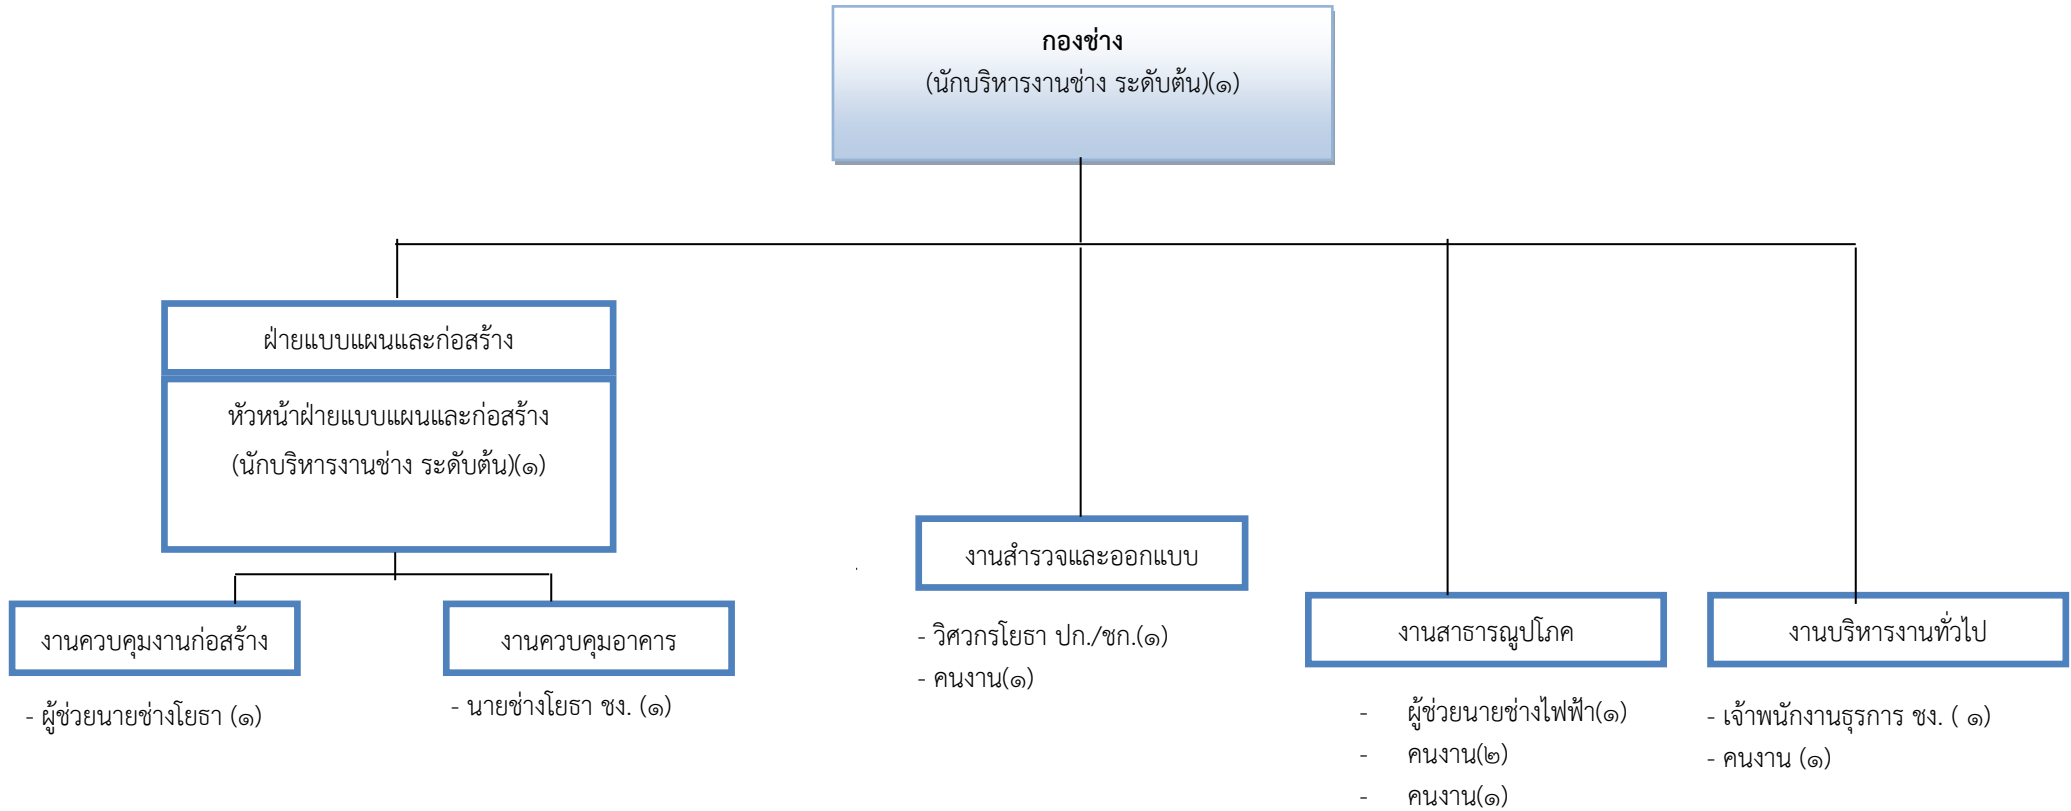 กองช่าง
(นักบริหารงานช่าง ระดับต้น)(๑)
ฝ่ายแบบแผนและก่อสร้าง
หัวหน้าฝ่ายแบบแผนและก่อสร้าง
(นักบริหารงานช่าง ระดับต้น)(๑)
งานควบคุมงานก่อสร้าง
- ผู้ช่วยนายช่างโยธา (๑)
งานควบคุมอาคาร
- นายช่างโยธา ชง. (๑)
งานสำรวจและออกแบบ
- วิศวกรโยธา ปก./ชก.(๑)
- คนงาน(๑)
งานสาธารณูปโภค
- ผู้ช่วยนายช่างไฟฟ้า(๑)
- คนงาน(๒)
- คนงาน(๑)
งานบริหารงานทั่วไป
- เจ้าพนักงานธุรการ ชง. ( ๑)
- คนงาน (๑)